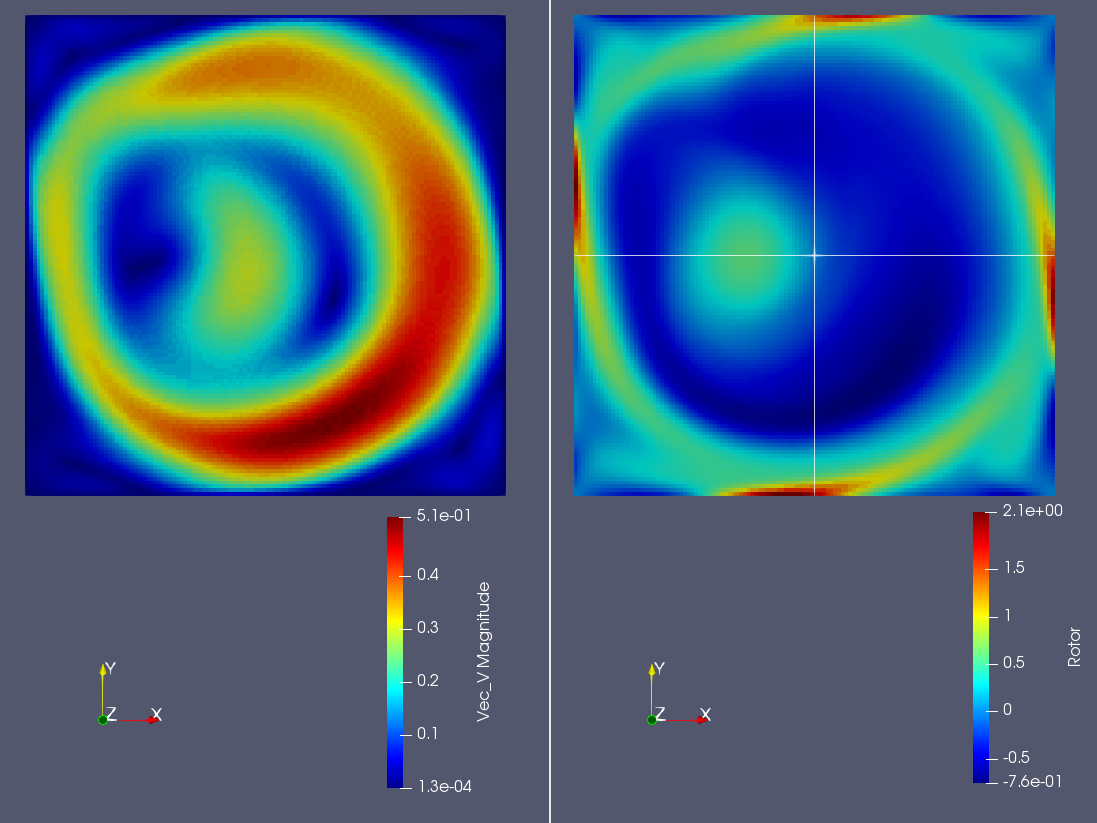 5.1e-01
0.4
0.3
0.2
0.1
1.3e-04
Vec_V Magnitude
Y
Z
X
2.1e+00
1.5
1
0.5
0
-0.5
-7.6e-01
Rotor
Y
Z
X